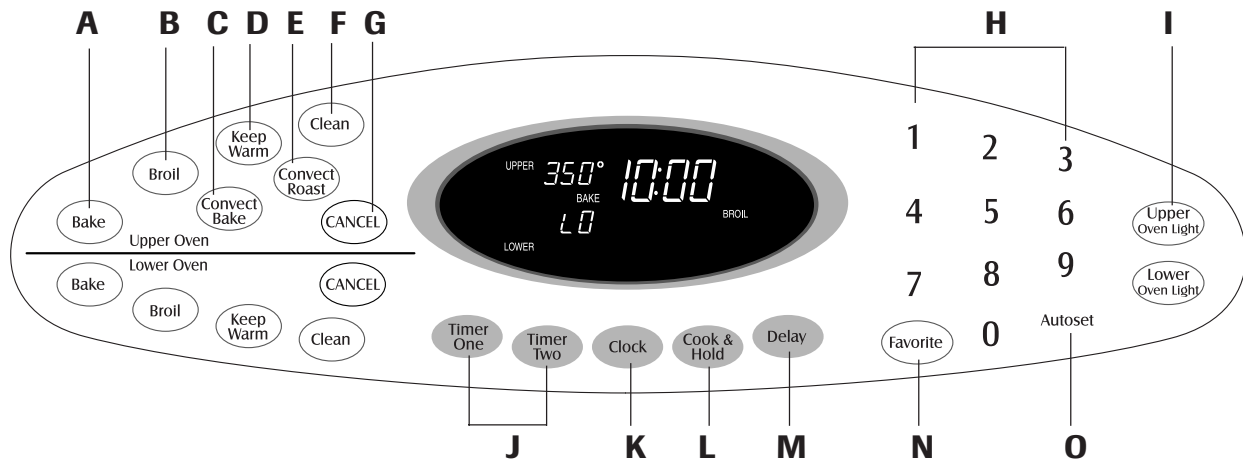 A B C D E F G H I
Clean
Keep
Warm
Broil
Convect
Roast
Convect
Bake
Bake
CANCEL
Upper Oven
Lower Oven
Bake
CANCEL
Broil
Keep
Warm
Clean
UPPER 350° 10:00
BAKE
BROIL
LO
LOWER
Timer
One
Timer
Two
Clock
Cook &
Hold
Delay
1 2 3
4 5 6
7 8 9
0
Favorite
Autoset
Upper
Oven Light
Lower
Oven Light
J K L M N O